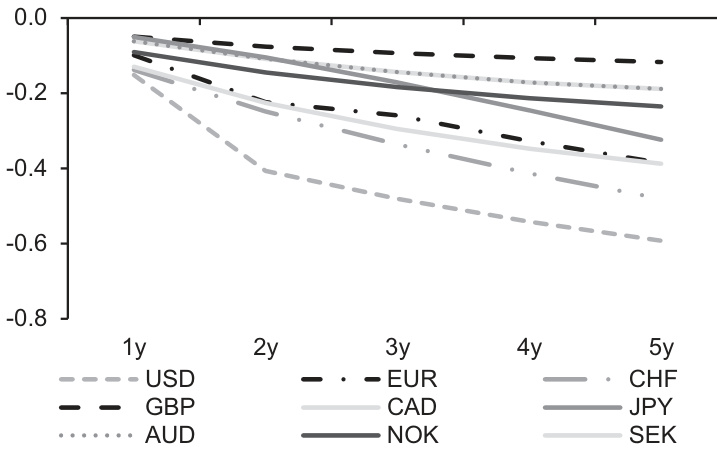 0.0
-0.2
-0.4
-0.6
-0.8
1y 2y 3y 4y 5y
USD EUR CHF
GBP CAD JPY
AUD NOK SEK